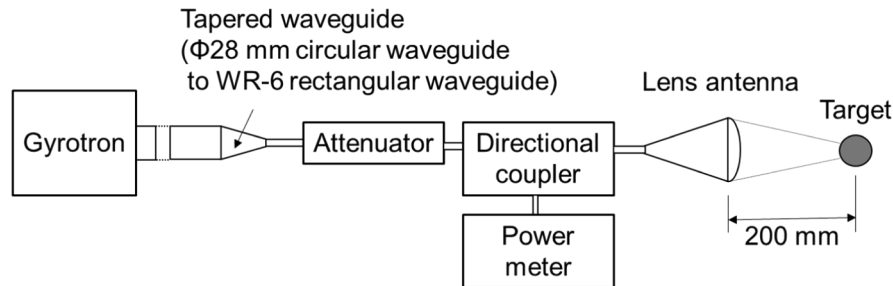 Tapered waveguide
(Φ28 mm circular waveguide
to WR-6 rectangular waveguide)
Lens antenna
Target
Gyrotron
Attenuator
Directional
coupler
200 mm
Power
meter